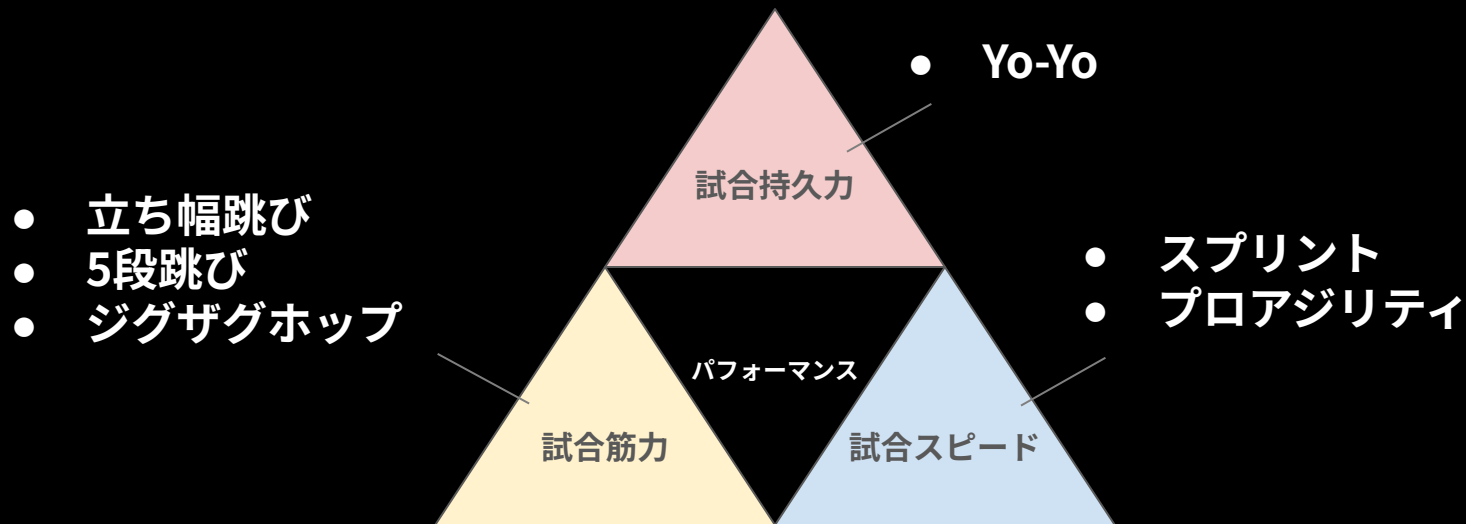 ● Yo-Yo
試合持久力
● 立ち幅跳び
● 5段跳び
● ジグザグホップ
● スプリント
● プロアジリティ
パフォーマンス
試合筋力
試合スピード